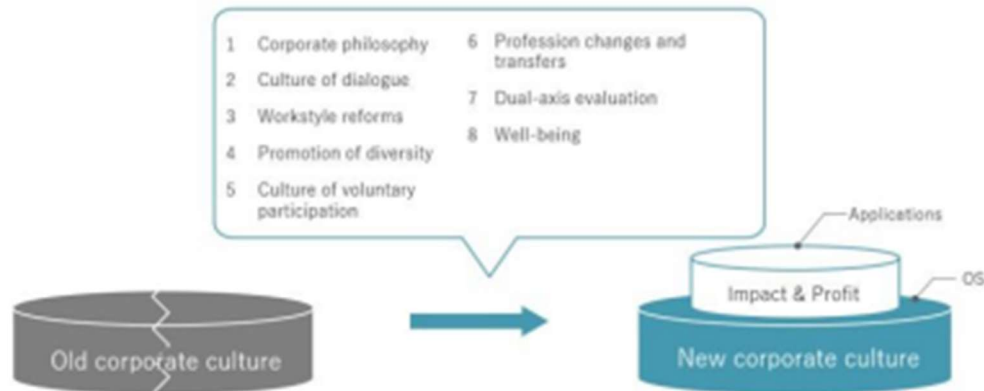 1 Corporate philosophy
2 Culture of dialogue
3 Workstyle reforms
4 Promotion of diversity
5 Culture of voluntary
participation
6 Profession changes and
transfers
7 Dual-axis evaluation
8 Well-being
Applications
OS
Impact & Profit
Old corporate culture
New corporate culture